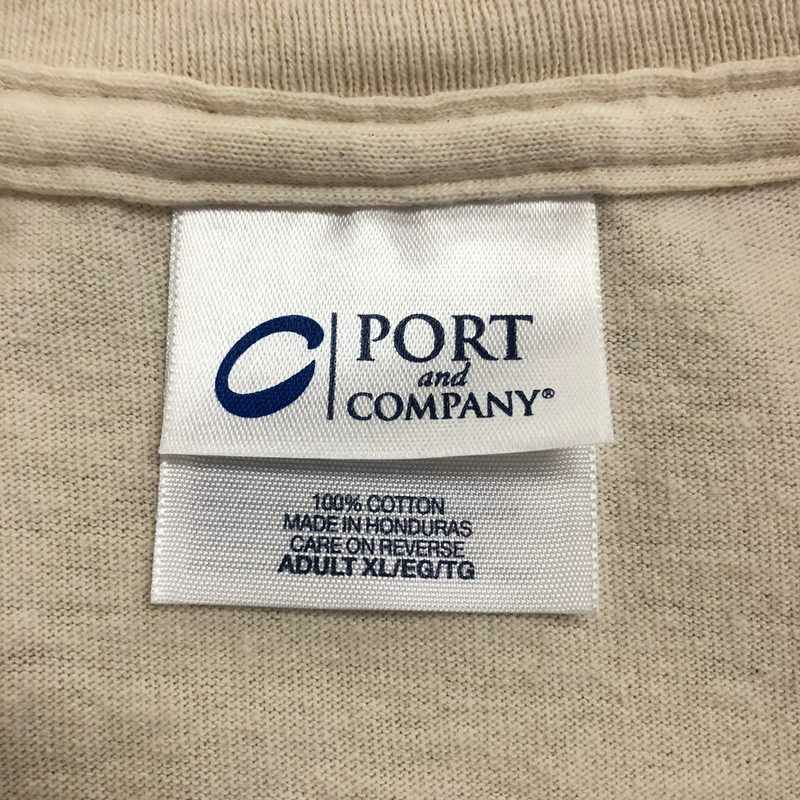 PORT
and
COMPANY®
100% COTTON
MADE IN HONDURAS
CARE ON REVERSE
ADULT XL/EG/TG